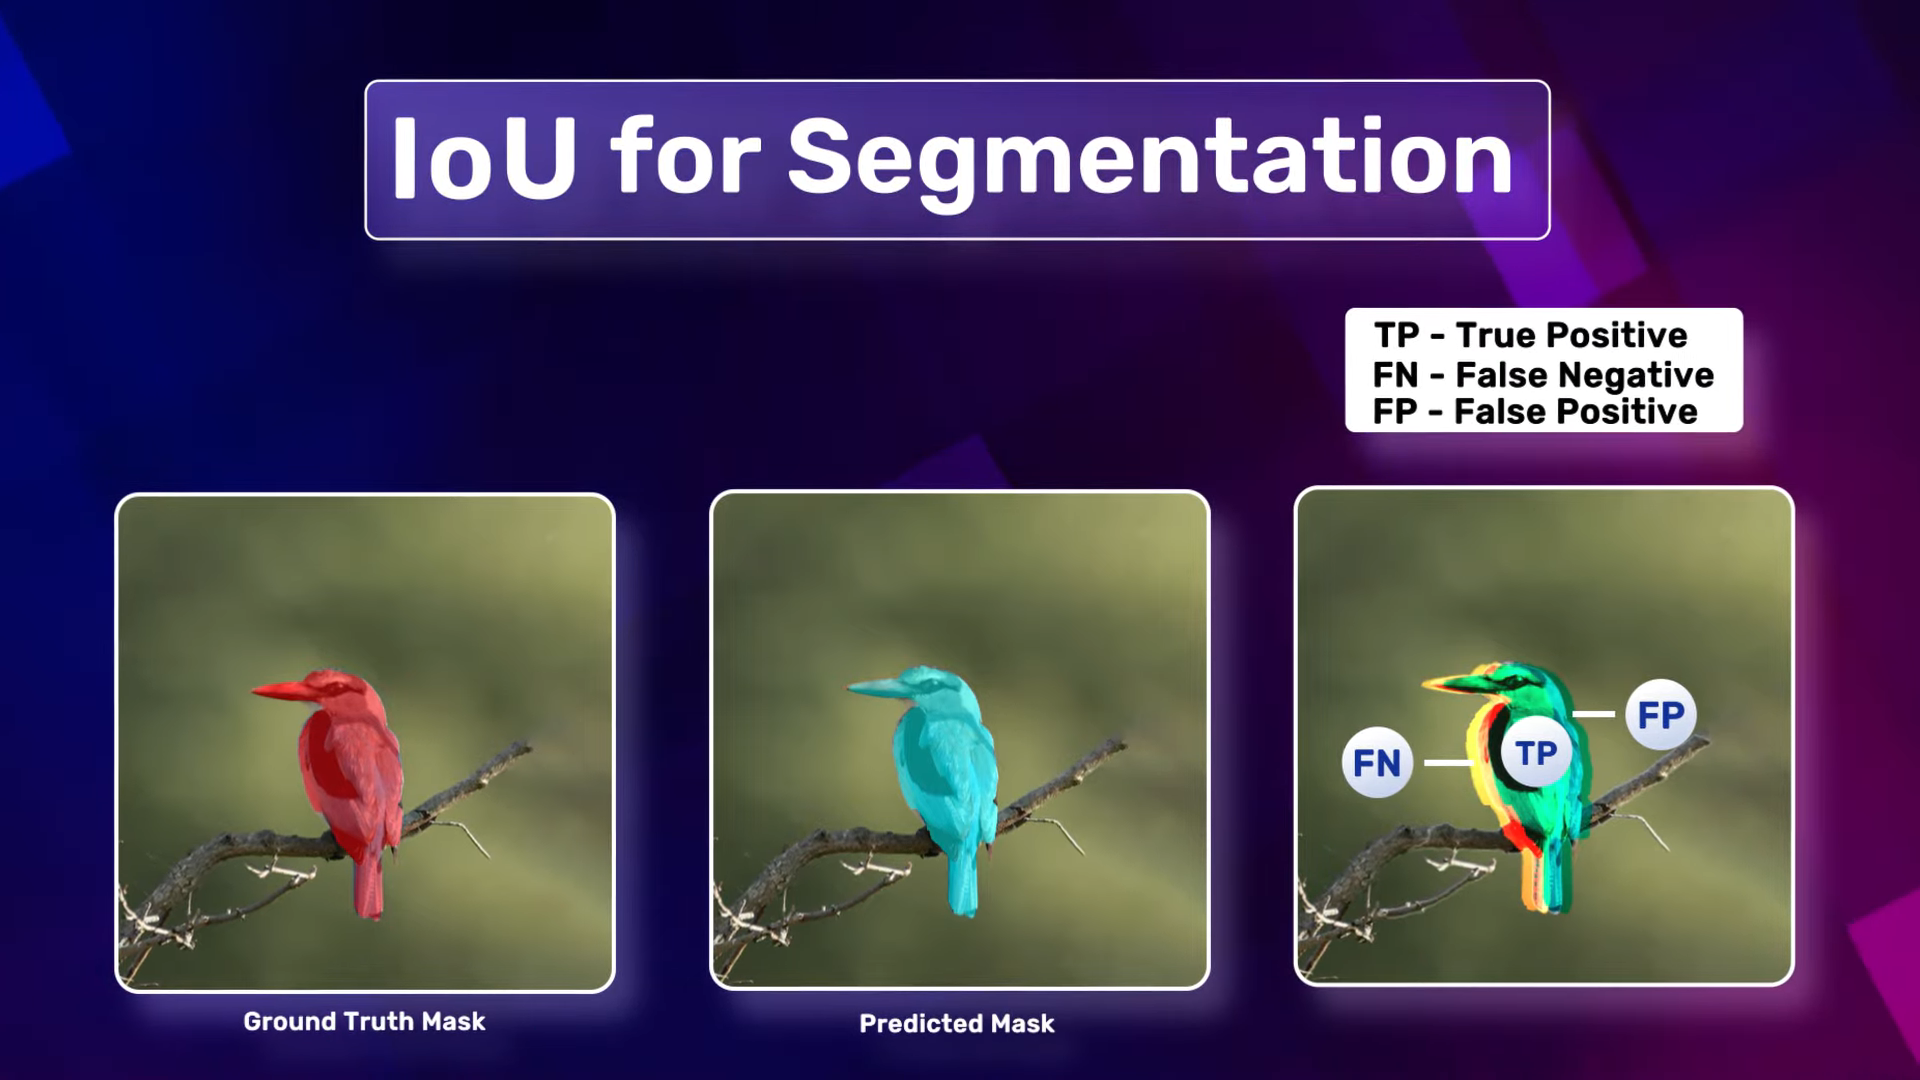 IoU for Segmentation
TP - True Positive
FN - False Negative
FP - False Positive
FP
TP
FN
Ground Truth Mask
Predicted Mask